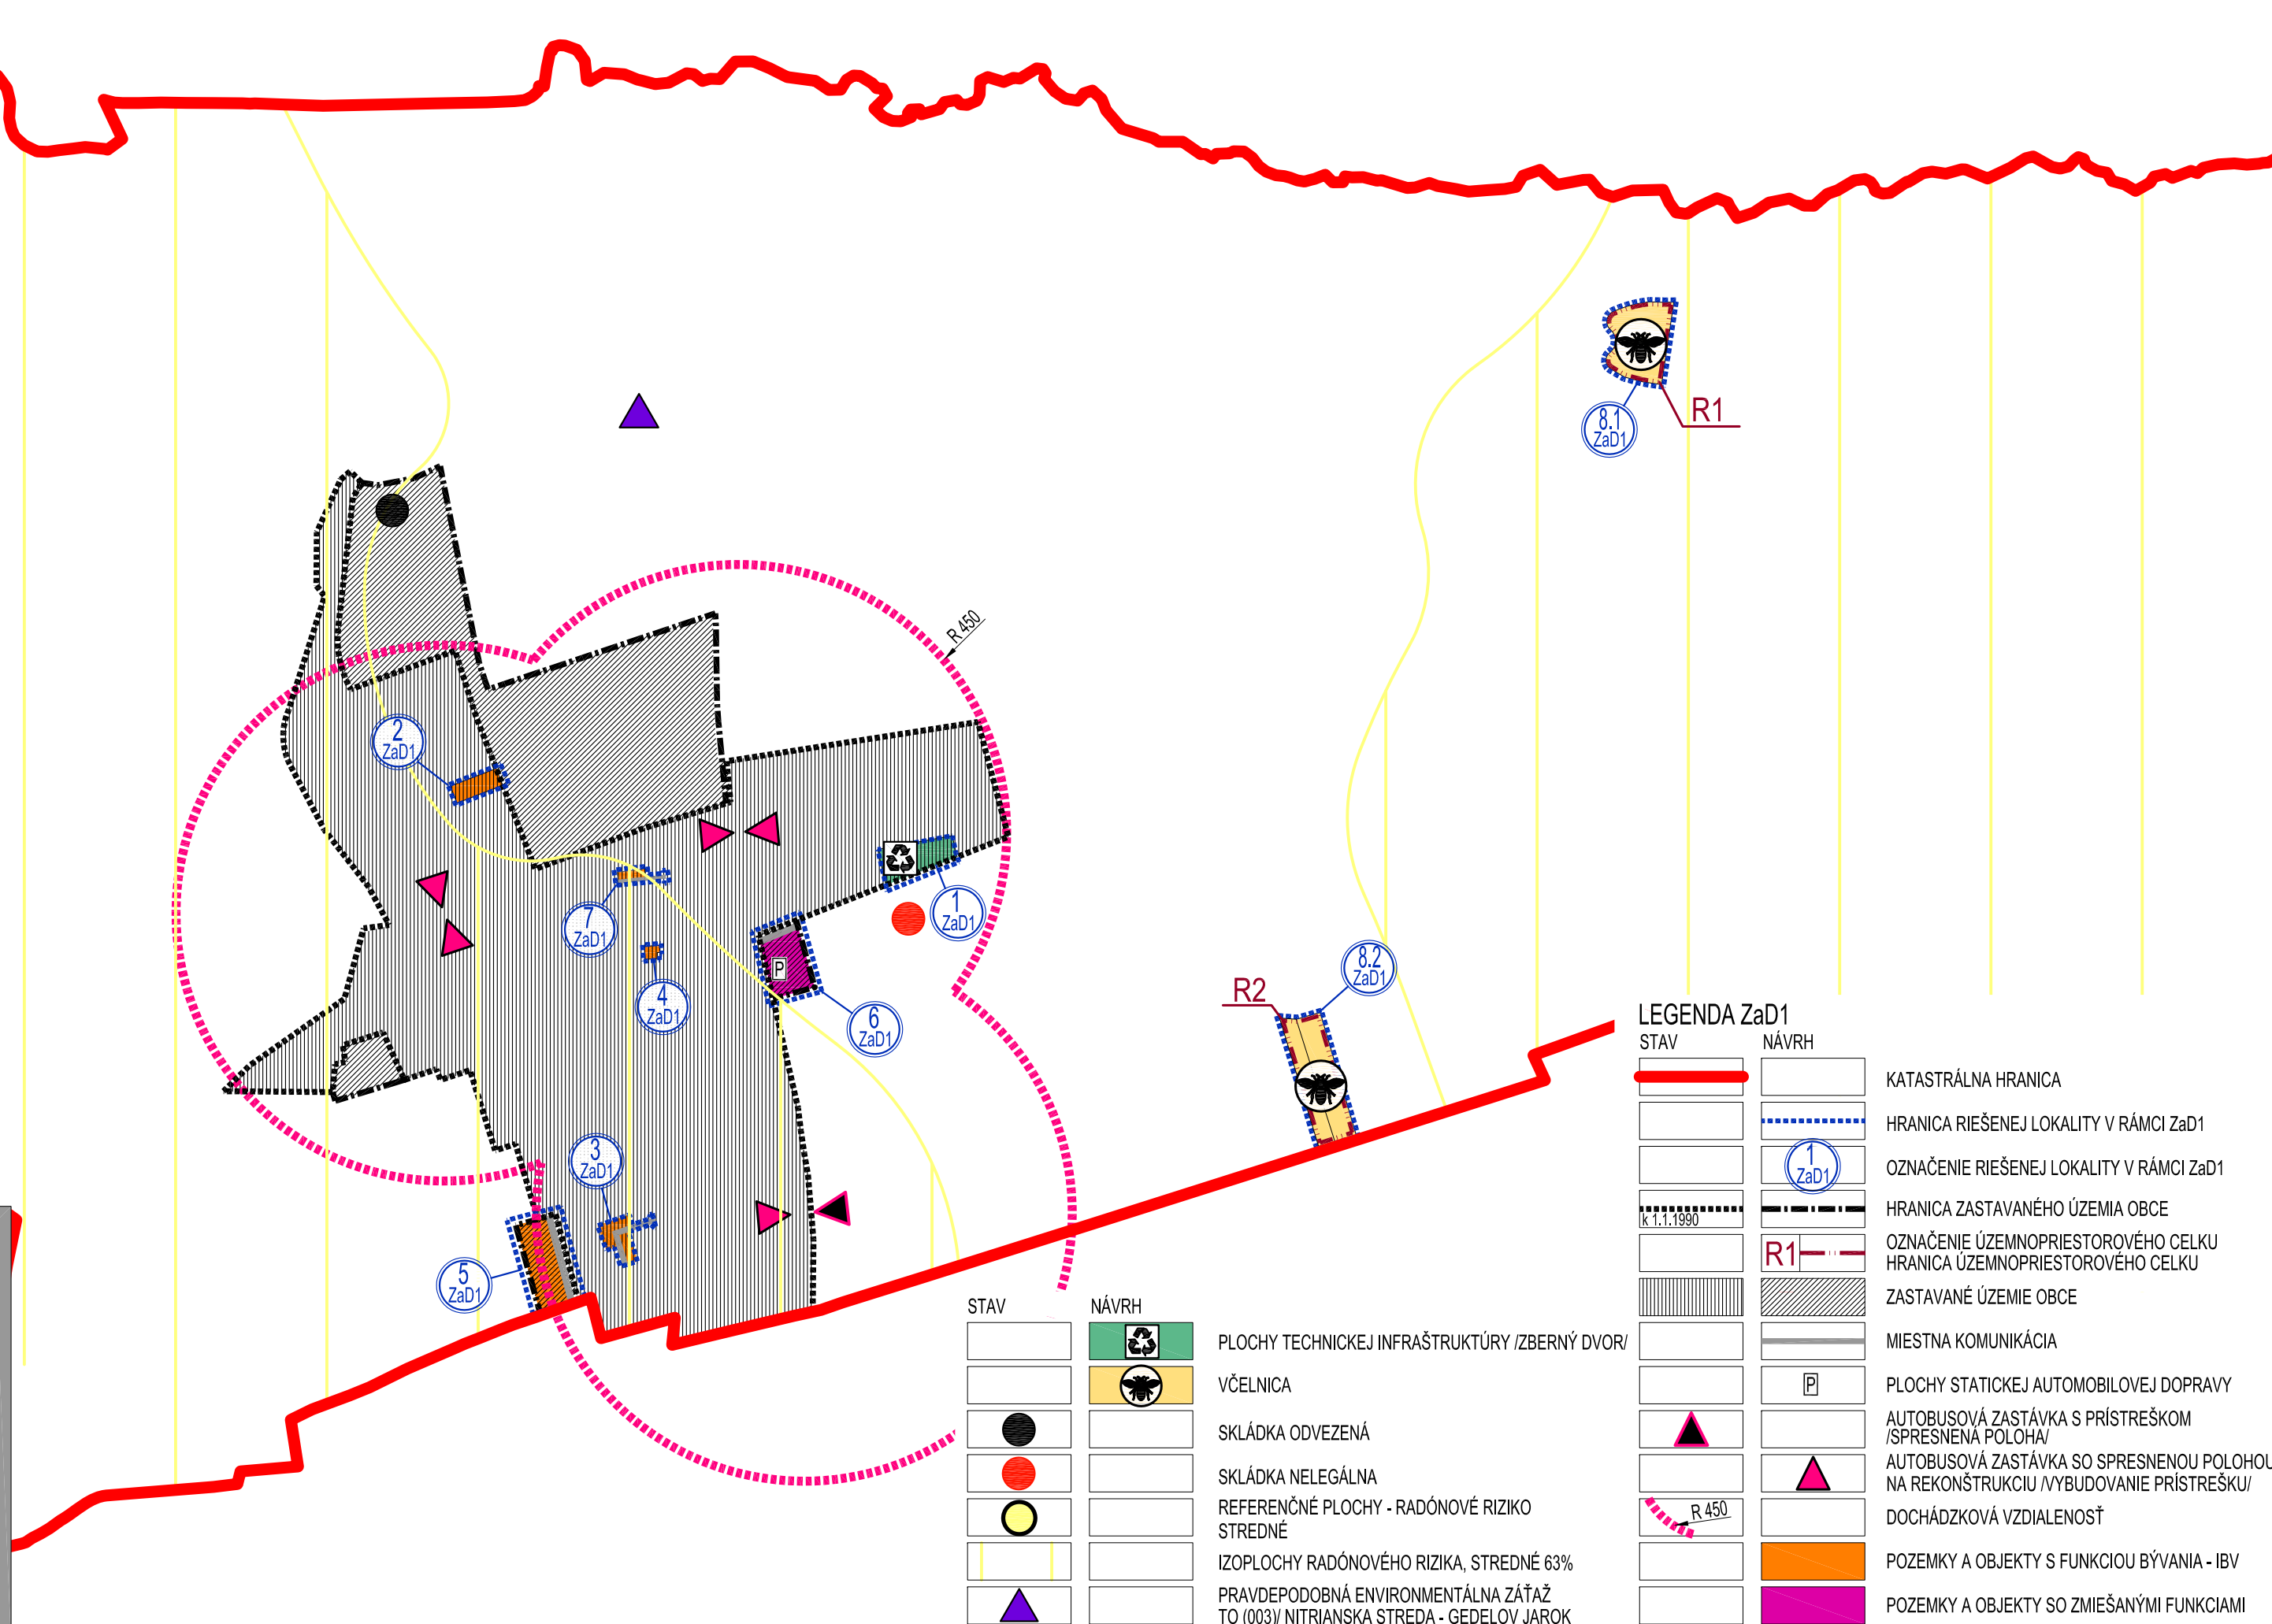 8.1
ZaD1
R1
R 450
2
ZaD1
7
ZaD1
1
ZaD1
4
ZaD1
P
6
ZaD1
8.2
ZaD1
R2
3
ZaD1
5
ZaD1
LEGENDA ZaD1
STAV NÁVRH
KATASTRÁLNA HRANICA
HRANICA RIEŠENEJ LOKALITY V RÁMCI ZaD1
1
ZaD1
OZNAČENIE RIEŠENEJ LOKALITY V RÁMCI ZaD1
k 1.1.1990
HRANICA ZASTAVANÉHO ÚZEMIA OBCE
R1
OZNAČENIE ÚZEMNOPRIESTOROVÉHO CELKU
HRANICA ÚZEMNOPRIESTOROVÉHO CELKU
ZASTAVANÉ ÚZEMIE OBCE
MIESTNA KOMUNIKÁCIA
P
PLOCHY STATICKEJ AUTOMOBILOVEJ DOPRAVY
AUTOBUSOVÁ ZASTÁVKA S PRÍSTREŠKOM
/SPRESNENÁ POLOHA/
AUTOBUSOVÁ ZASTÁVKA SO SPRESNENOU POLOHOU
NA REKONŠTRUKCIU /VYBUDOVANIE PRÍSTREŠKU/
R 450
DOCHÁDZKOVÁ VZDIALENOSŤ
POZEMKY A OBJEKTY S FUNKCIOU BÝVANIA - IBV
POZEMKY A OBJEKTY SO ZMIEŠANÝMI FUNKCIAMI
STAV NÁVRH
PLOCHY TECHNICKEJ INFRAŠTRUKTÚRY /ZBERNÝ DVOR/
VČELNICA
SKLÁDKA ODVEZENÁ
SKLÁDKA NELEGÁLNA
REFERENČNÉ PLOCHY - RADÓNOVÉ RIZIKO
STREDNÉ
IZOPLOCHY RADÓNOVÉHO RIZIKA, STREDNÉ 63%
PRAVDEPODOBNÁ ENVIRONMENTÁLNA ZÁŤAŽ
TO (003)/ NITRIANSKA STREDA - GEDELOV JAROK